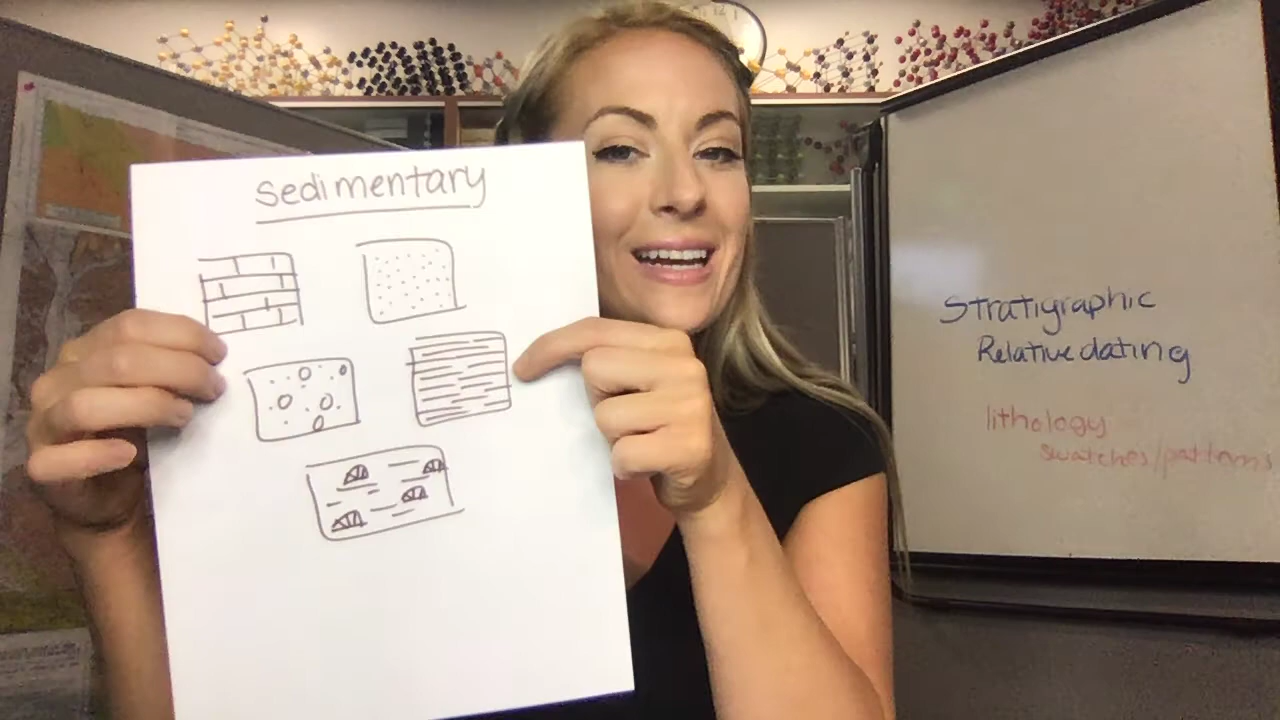 sedimentary
Stratigraphic
Relative dating
lithology
swatches/patterns